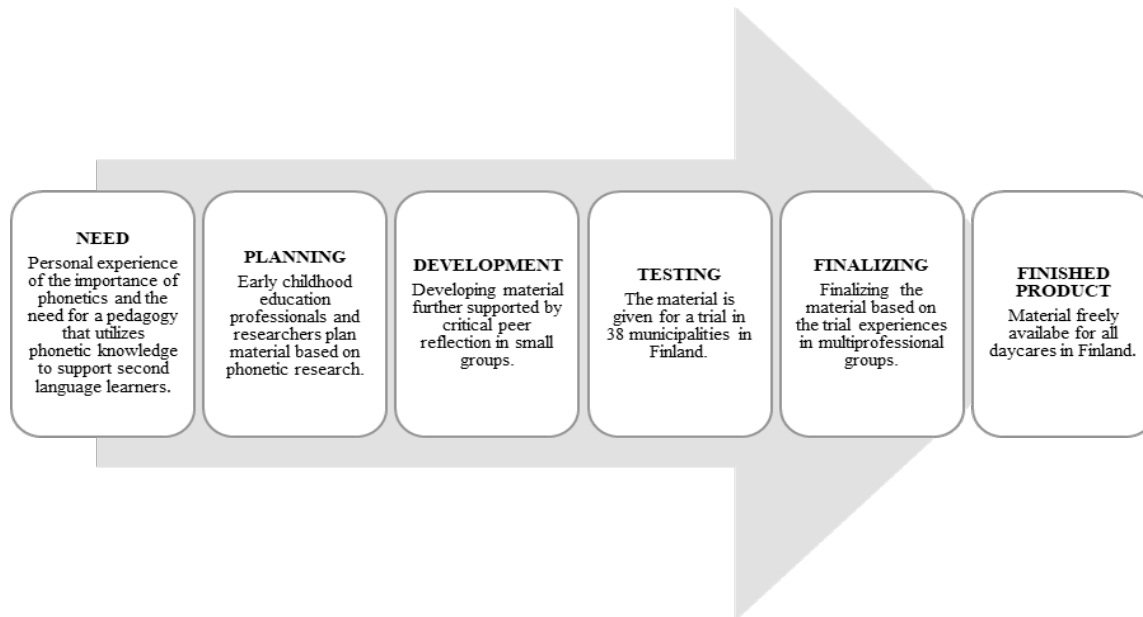 NEED
Personal experience
of the importance of
phonetics and the
need for a pedagogy
that utilizes
phonetic knowledge
to support second
language learners.
PLANNING
Early childhood
education
professionals and
researchers plan
material based on
phonetic research.
DEVELOPMENT
Developing material
further supported by
critical peer
reflection in small
groups.
TESTING
The material is
given for a trial in
38 municipalities in
Finland.
FINALIZING
Finalizing the
material based on
the trial experiences
in multiprofessional
groups.
FINISHED
PRODUCT
Material freely
availabe for all
daycares in Finland.